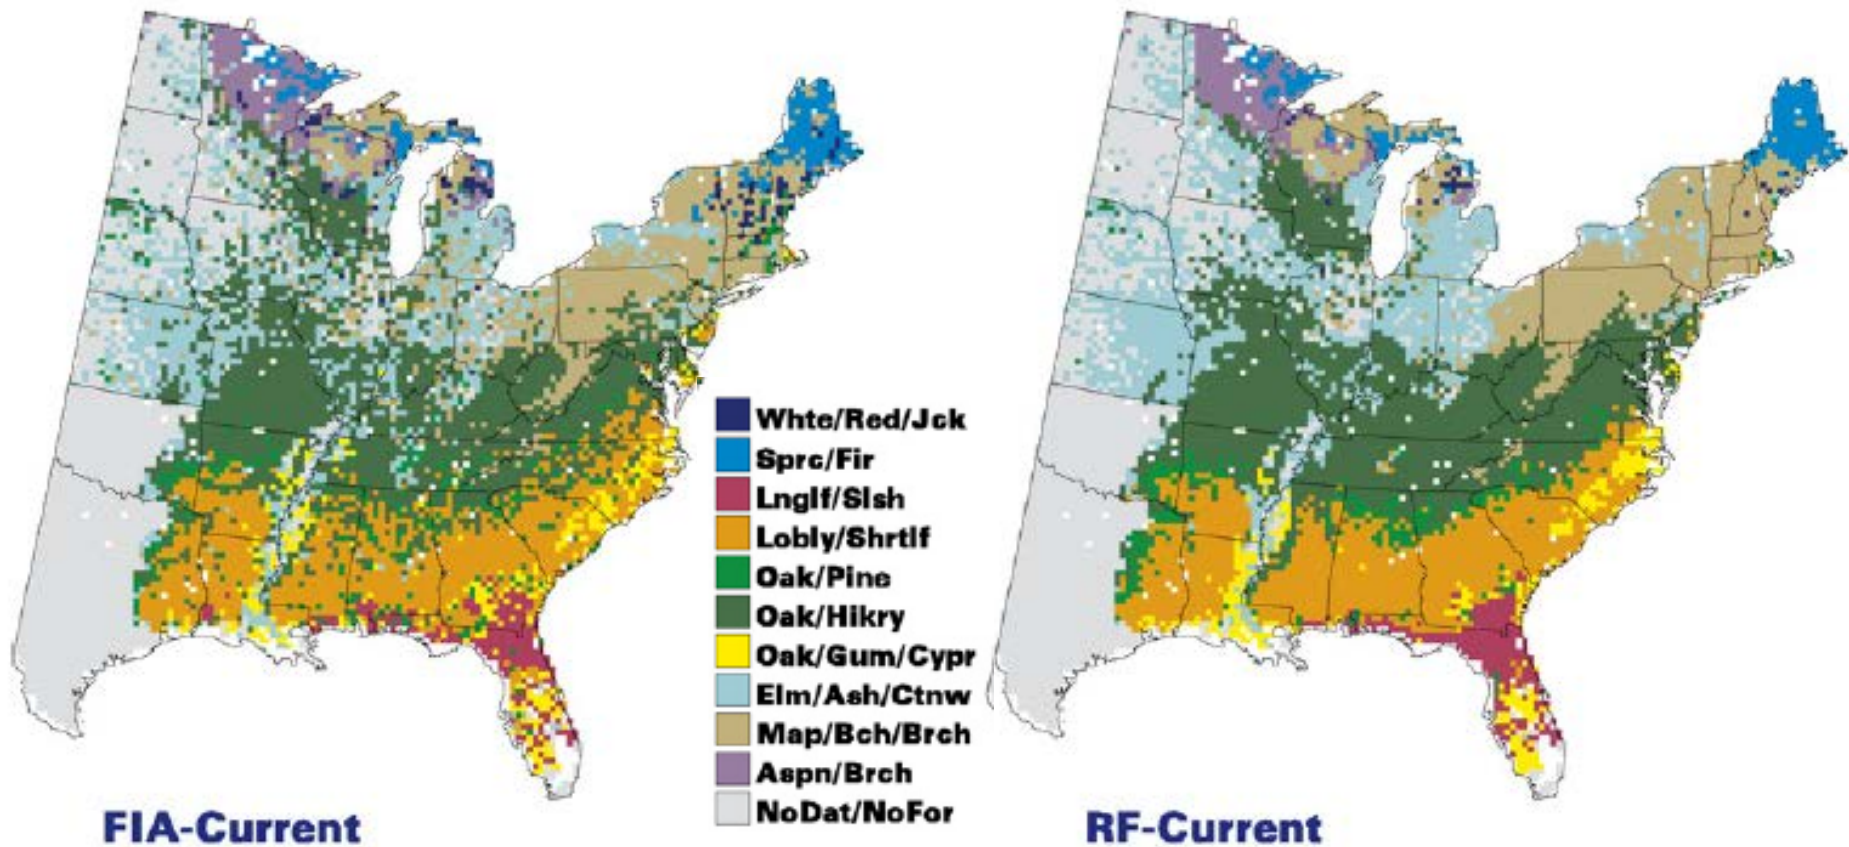 Whte/Red/Jck
Sprc/Fir
Lnglf/Slsh
Lobly/Shrtlf
Oak/Pine
Oak/Hikry
Oak/Gum/Cypr
Elm/Ash/Ctnw
Map/Bch/Brch
Aspn/Brch
NoDat/NoFor
FIA-Current
RF-Current